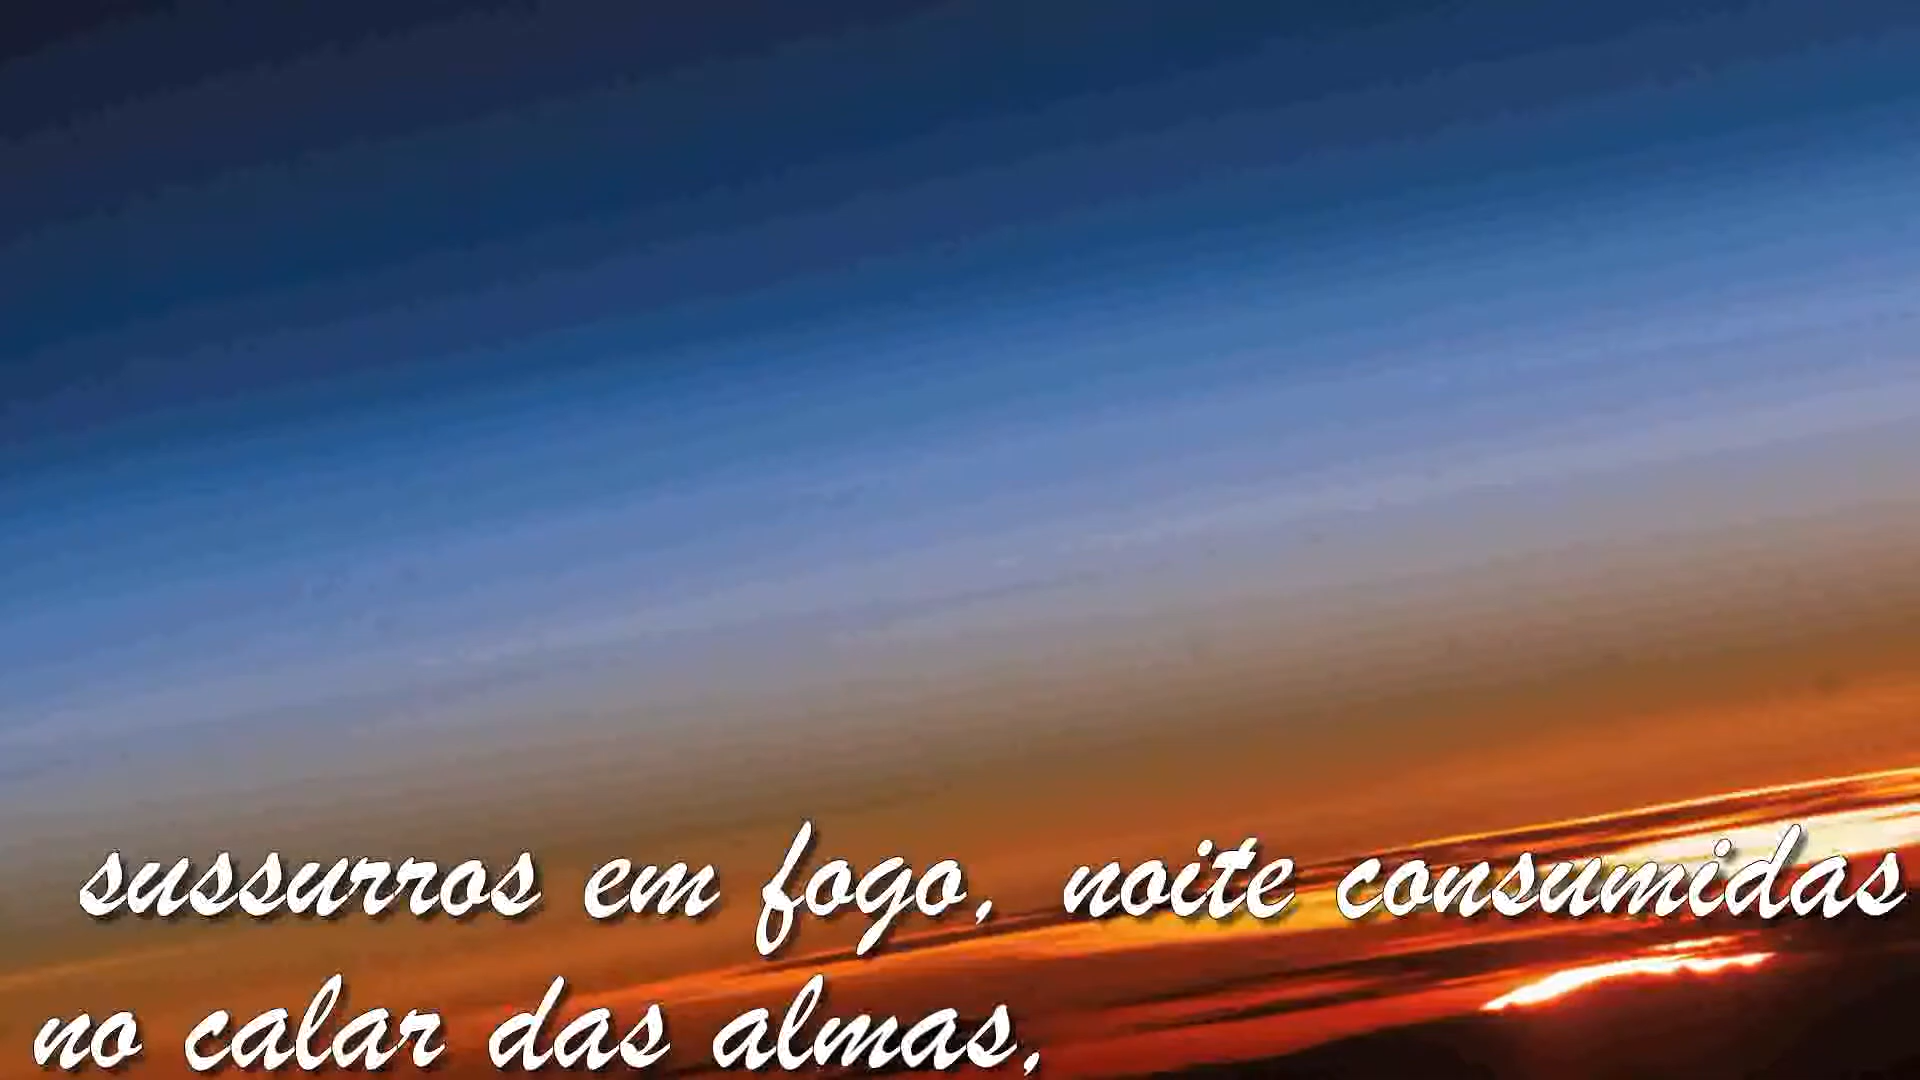 sussurros em fogo, noite consumidas
no calar das almas,